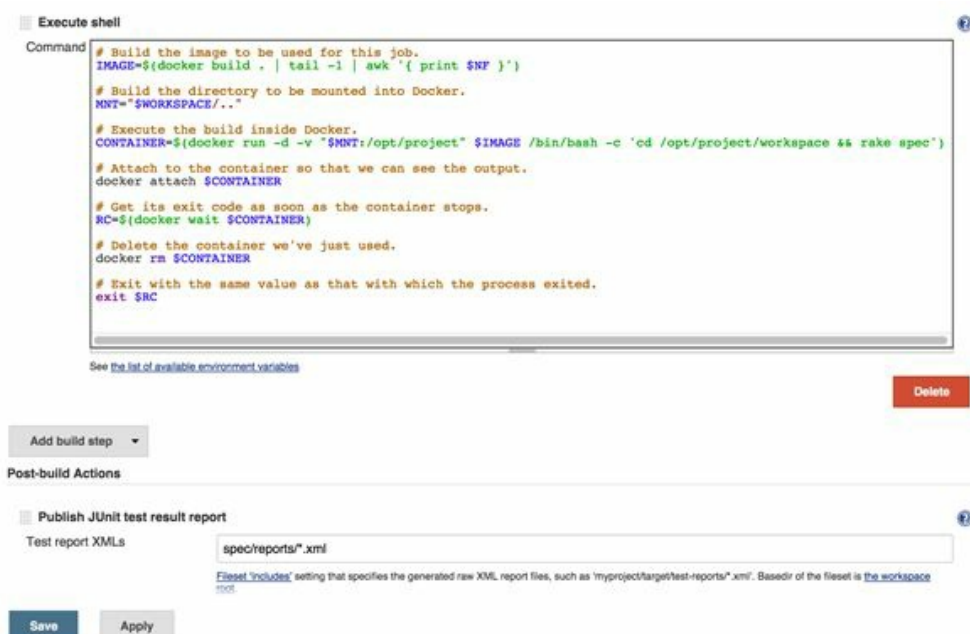 Execute shell
Command
# Build the image to be used for this job.
IMAGE=$(docker build . | tail -1 | awk '{ print $NF }')
# Build the directory to be mounted into Docker.
MNT="$WORKSPACE/.."
# Execute the build inside Docker.
CONTAINER=$(docker run -d -v "$MNT:/opt/project" $IMAGE /bin/bash -c 'cd /opt/project/workspace && rake spec')
# Attach to the container so that we can see the output.
docker attach $CONTAINER
# Get its exit code as soon as the container stops.
RC=$(docker wait $CONTAINER)
# Delete the container we've just used.
docker rm $CONTAINER
# Exit with the same value as that with which the process exited.
exit $RC
See the list of available environment variables
Delete
Add build step
Post-build Actions
Publish JUnit test result report
Test report XMLs
spec/reports/*.xml
Fileset 'includes' setting that specifies the generated raw XML report files, such as 'myproject/target/test-reports/*.xml'. Basedir of the fileset is the workspace
root.
Save
Apply